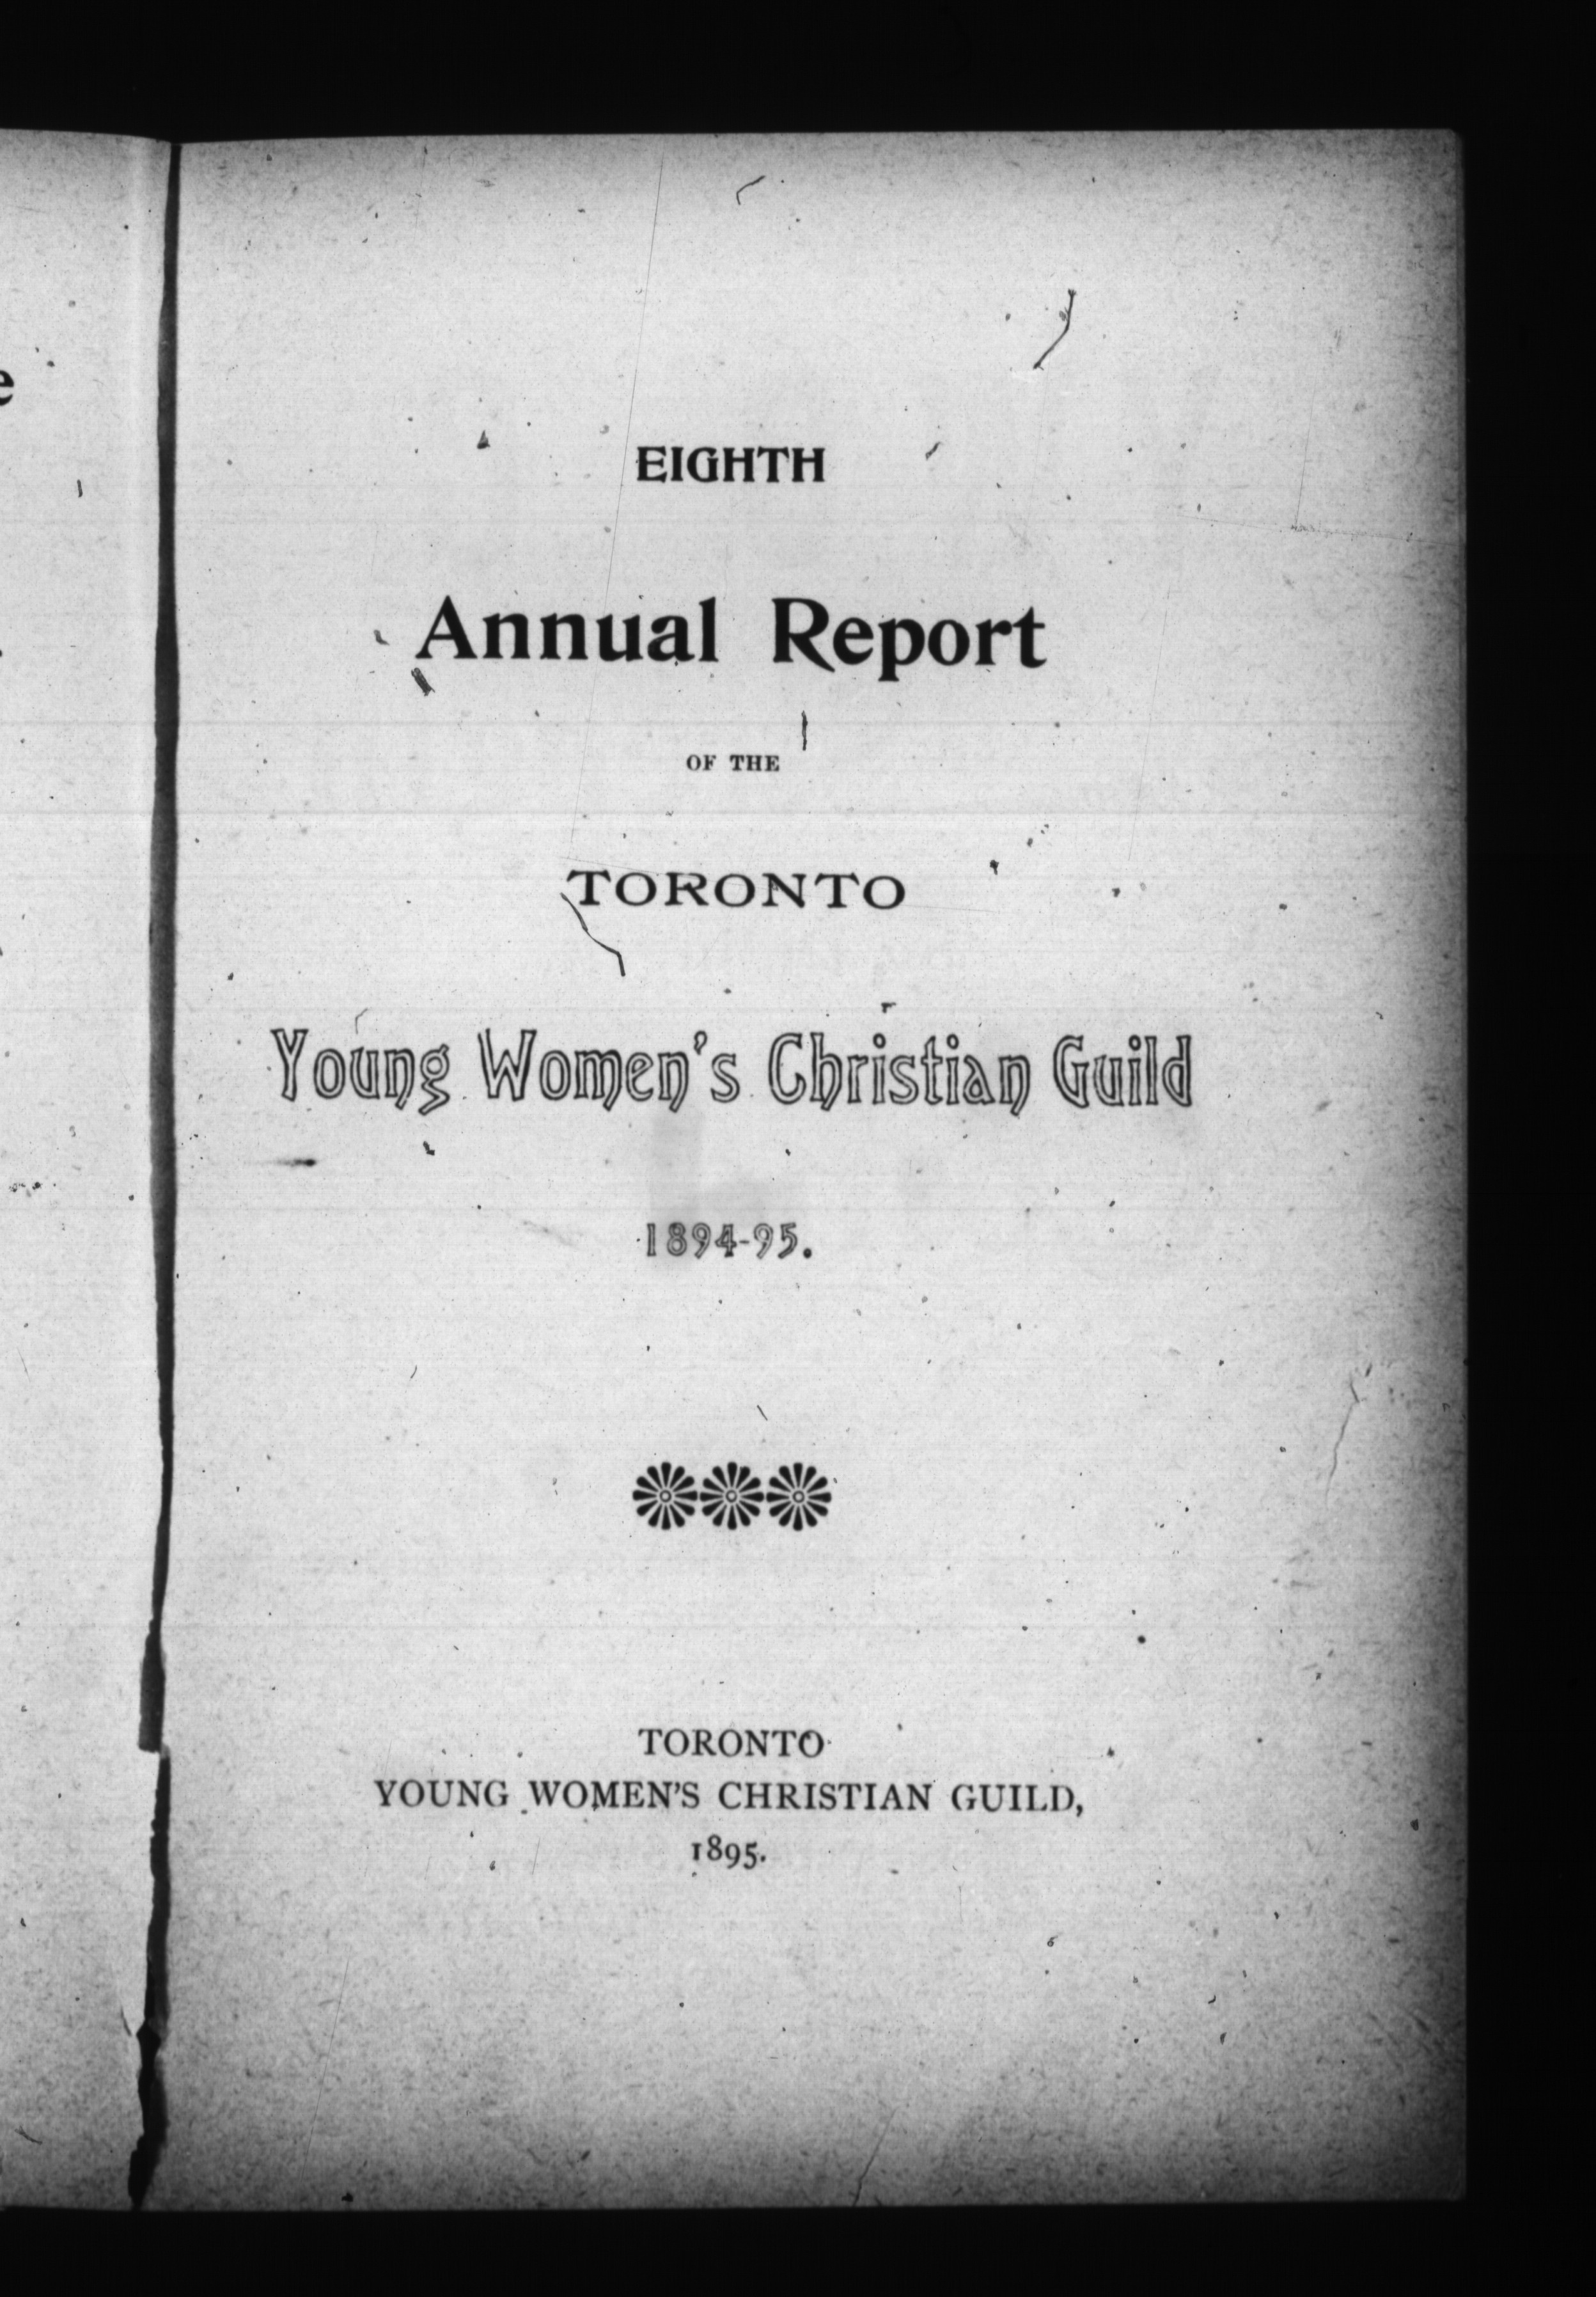 EIGHTH
Annual Report
OF THE
TORONTO
Young Women's Christian Guild
1894-95.
TORONTO
YOUNG WOMEN'S CHRISTIAN GUILD,
1895.